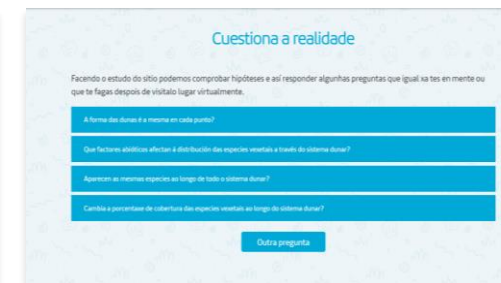 Cuestiona a realidade
Facendo o estudo do sitio podemos comprobar hipóteses e así responder algunhas preguntas que igual xa tes en mente ou
que te fagas despois de visitalo lugar virtualmente.
A forma das dunas é a mesma en cada punto?
Que factores abióticos afectan á distribución das especies vexetais a través do sistema dunar?
Aparecen as mesmas especies ao longo de todo o sistema dunar?
Cambia a porcentaxe de cobertura das especies vexetais ao longo do sistema dunar?
Outra pregunta